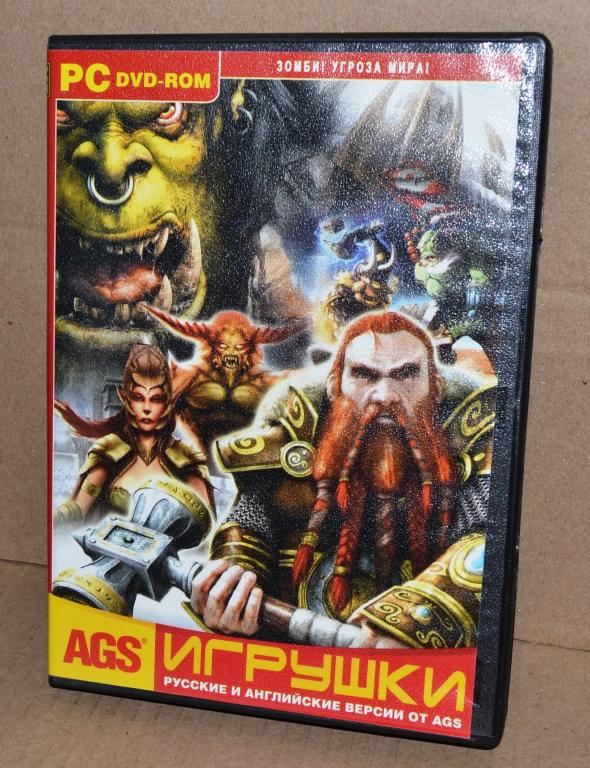 PC DVD-ROM
ЗОМБИ! УГРОЗА МИРА!
AGS®
ИГРУШКИ
РУССКИЕ И АНГЛИЙСКИЕ ВЕРСИИ ОТ AGS